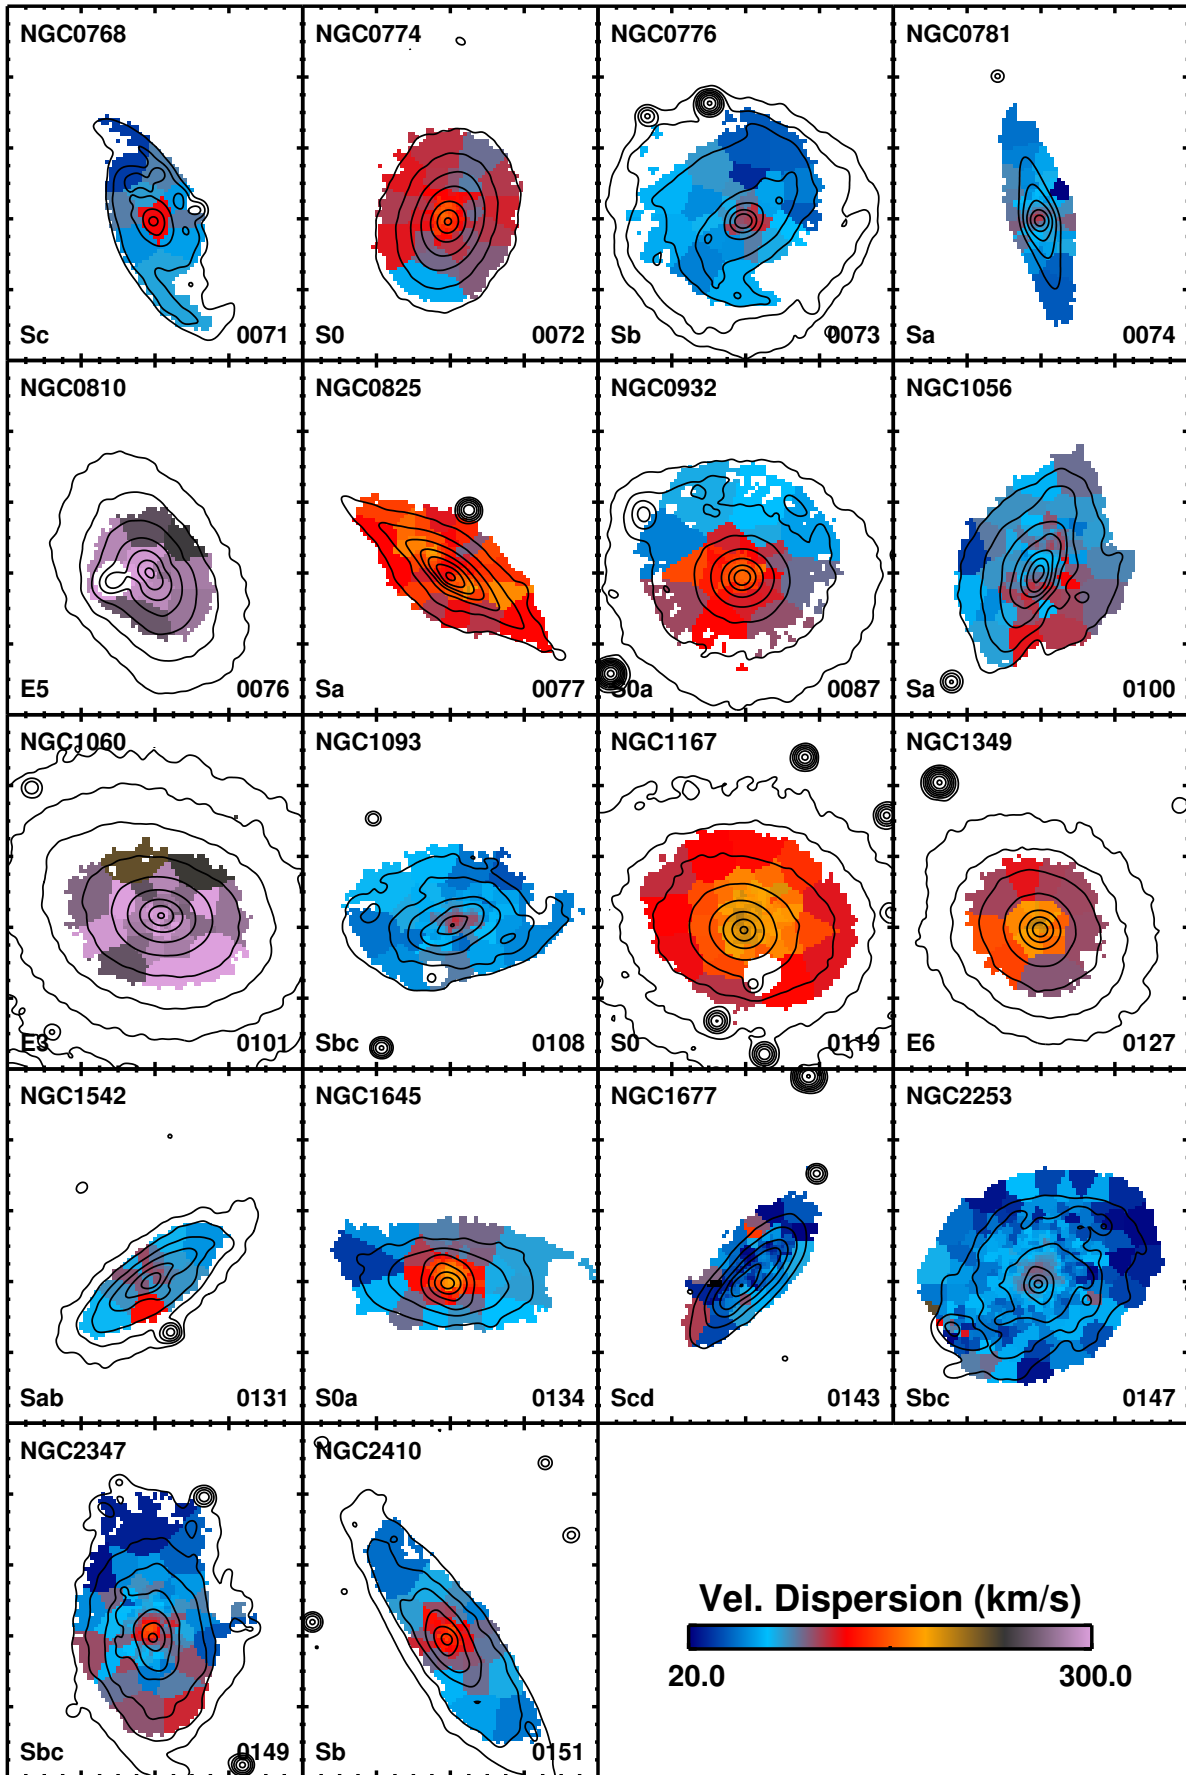 NGC0768 NGC0774 NGC0776 NGC0781
Sc 0071 S0 0072 Sb 0073 Sa 0074
NGC0810 NGC0825 NGC0932 NGC1056
E5 0076 Sa 0077 S0a 0087 Sa 0100
NGC1060 NGC1093 NGC1167 NGC1349
E3 0101 Sbc 0108 S0 0119 E6 0127
NGC1542 NGC1645 NGC1677 NGC2253
Sab 0131 S0a 0134 Scd 0143 Sbc 0147
NGC2347 NGC2410
Vel. Dispersion (km/s)
20.0 300.0
Sbc 0149 Sb 0151